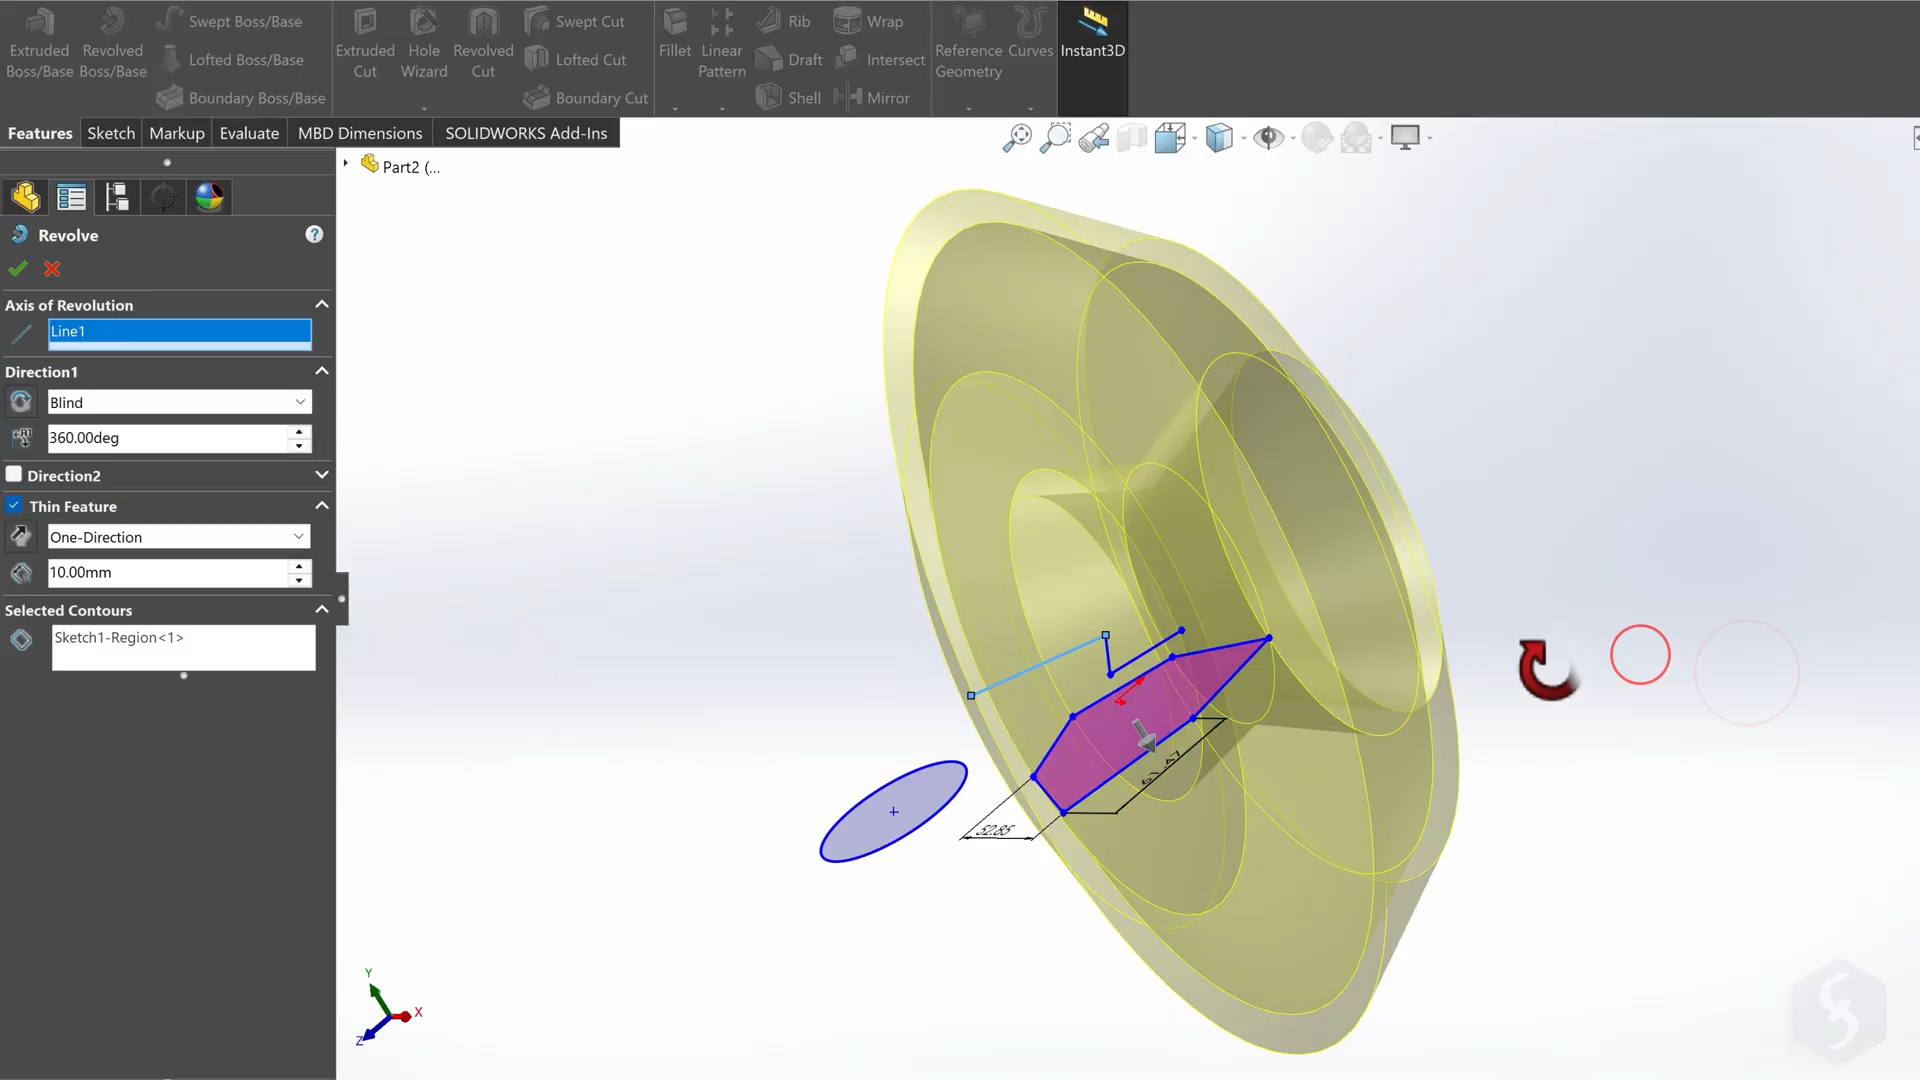 Extruded Boss/Base
Revolved Boss/Base
Swept Boss/Base
Lofted Boss/Base
Boundary Boss/Base
Extruded Cut
Hole Wizard
Revolved Cut
Swept Cut
Lofted Cut
Boundary Cut
Fillet
Linear Pattern
Rib
Draft
Shell
Wrap
Intersect
Mirror
Reference Geometry
Curves
Instant3D
Features
Sketch
Markup
Evaluate
MBD Dimensions
SOLIDWORKS Add-Ins
Part2 (...
Revolve
?
Axis of Revolution
Line1
Direction1
Blind
360.00deg
Direction2
Thin Feature
One-Direction
10.00mm
Selected Contours
Sketch1-Region<1>
52.85
Y
X
Z